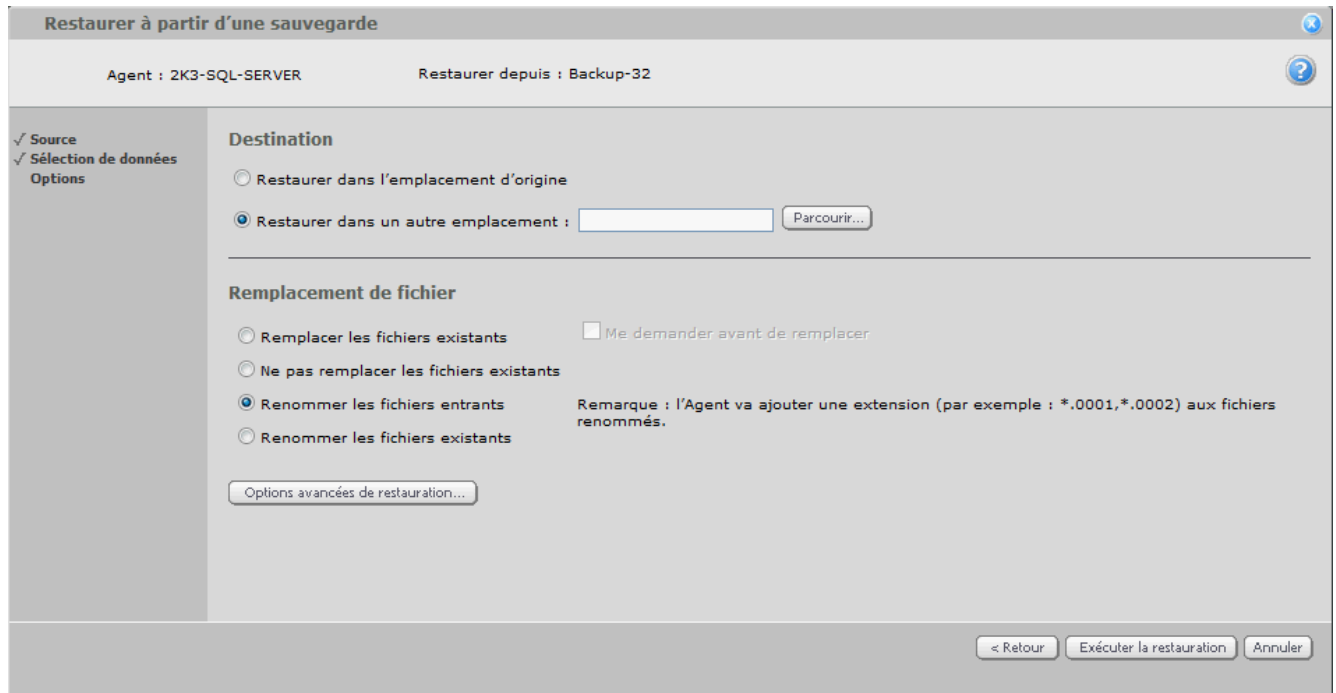 Restaurer à partir d'une sauvegarde
Agent : 2K3-SQL-SERVER Restaurer depuis : Backup-32
?
√ Source
√ Sélection de données
Options
Destination
Restaurer dans l'emplacement d'origine
Restaurer dans un autre emplacement : Parcourir...
Remplacement de fichier
Remplacer les fichiers existants Me demander avant de remplacer
Ne pas remplacer les fichiers existants
Renommer les fichiers entrants Remarque : l'Agent va ajouter une extension (par exemple : *.0001,*.0002) aux fichiers
renommés.
Renommer les fichiers existants
Options avancées de restauration...
< Retour Exécuter la restauration Annuler